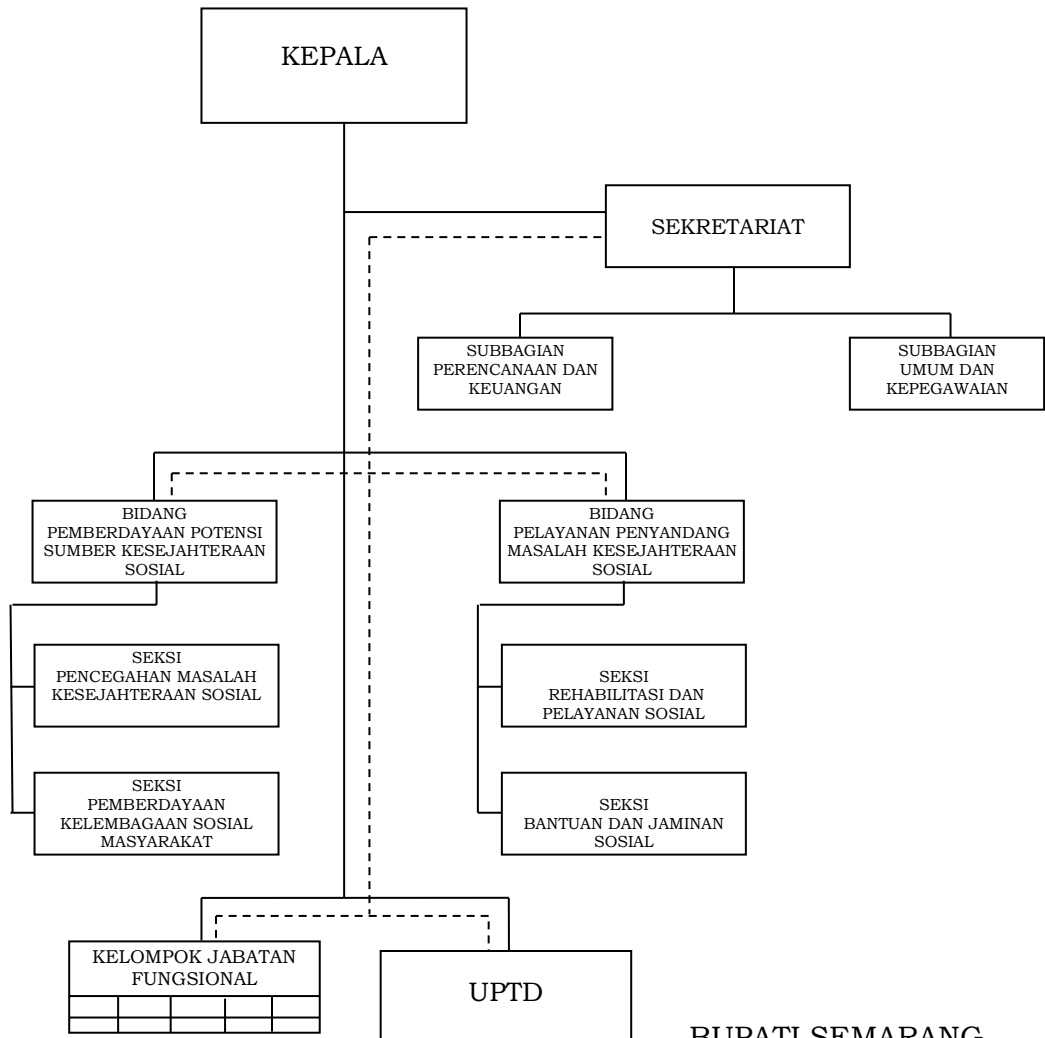 KEPALA
SEKRETARIAT
SUBBAGIAN
PERENCANAAN DAN
KEUANGAN
SUBBAGIAN
UMUM DAN
KEPEGAWAIAN
BIDANG
PEMBERDAYAAN POTENSI
SUMBER KESEJAHTERAAN
SOSIAL
BIDANG
PELAYANAN PENYANDANG
MASALAH KESEJAHTERAAN
SOSIAL
SEKSI
PENCEGAHAN MASALAH
KESEJAHTERAAN SOSIAL
SEKSI
REHABILITASI DAN
PELAYANAN SOSIAL
SEKSI
PEMBERDAYAAN
KELEMBAGAAN SOSIAL
MASYARAKAT
SEKSI
BANTUAN DAN JAMINAN
SOSIAL
KELOMPOK JABATAN
FUNGSIONAL
UPTD
BUPATI SEMARANG